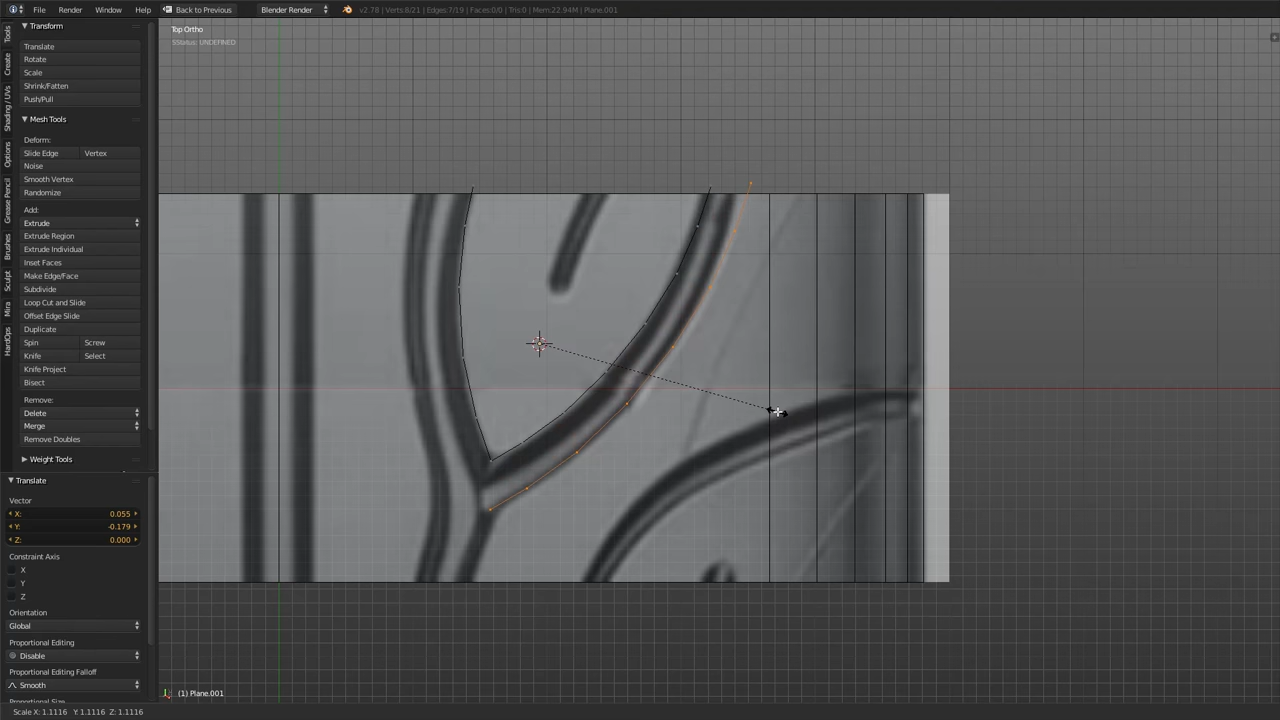 File Render Window Help Back to Previous Blender Render v2.78 | Verts:8/21 | Edges:7/19 | Faces:0/0 | Tris:0 | Mem:22.94M | Plane.001
Top Ortho
SStatus: UNDEFINED
Tools
Create
Shading / UVs
Options
Grease Pencil
Brushes
Sculpt
Mira
HardOps
Transform
Translate
Rotate
Scale
Shrink/Fatten
Push/Pull
Mesh Tools
Deform:
Slide Edge Vertex
Noise
Smooth Vertex
Randomize
Add:
Extrude
Extrude Region
Extrude Individual
Inset Faces
Make Edge/Face
Subdivide
Loop Cut and Slide
Offset Edge Slide
Duplicate
Spin Screw
Knife Select
Knife Project
Bisect
Remove:
Delete
Merge
Remove Doubles
Weight Tools
Translate
Vector
X: 0.055
Y: -0.179
Z: 0.000
Constraint Axis
X
Y
Z
Orientation
Global
Proportional Editing
Disable
Proportional Editing Falloff
Smooth
Proportional Size
(1) Plane.001
Scale X: 1.1116 Y: 1.1116 Z: 1.1116